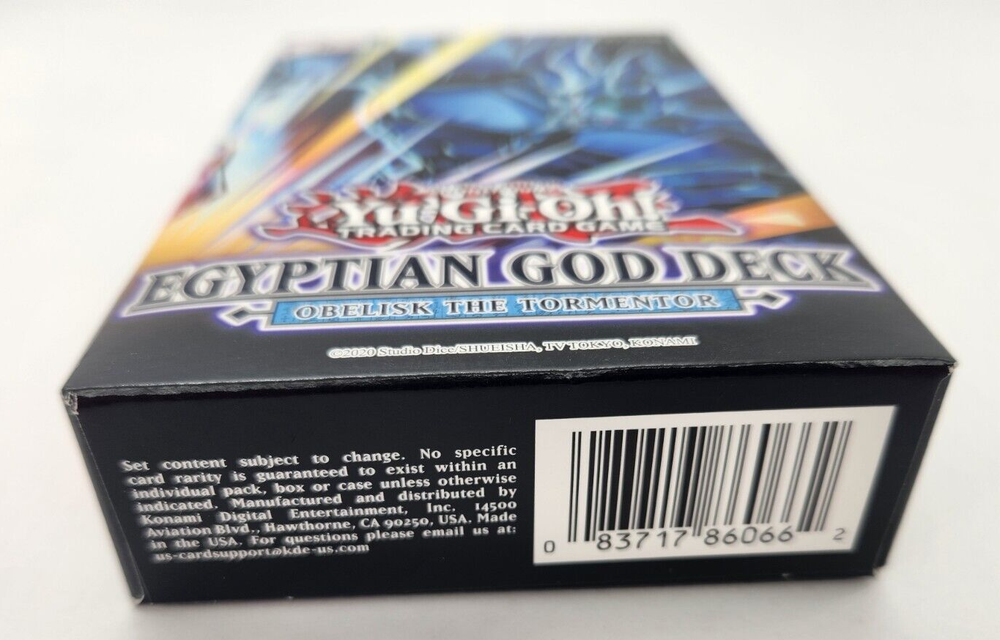 Yu-Gi-Oh!
TRADING CARD GAME
EGYPTIAN GOD DECK
OBELISK THE TORMENTOR
©2020 Studio Dice/SHUEISHA, TV TOKYO, KONAMI
Set content subject to change. No specific
card rarity is guaranteed to exist within an
individual pack, box or case unless otherwise
indicated. Manufactured and distributed by
Konami Digital Entertainment, Inc. 14500
Aviation Blvd., Hawthorne, CA 90250, USA. Made
in the USA. For questions please email us at:
us-cardsupport@kde-us.com
0 83717 86066 2